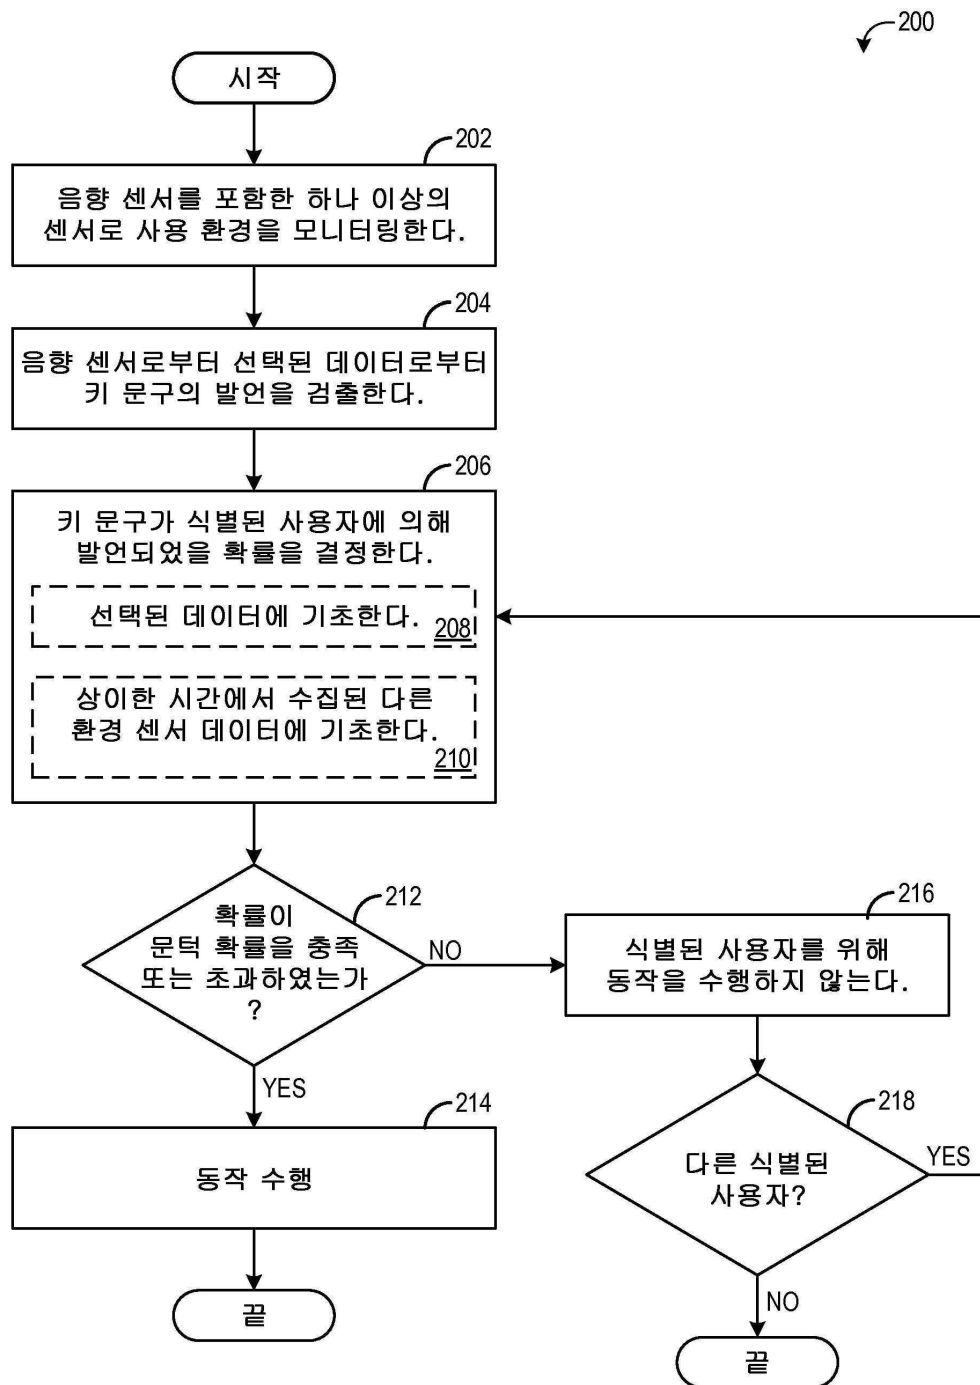 200
시작
202
음향 센서를 포함한 하나 이상의
센서로 사용 환경을 모니터링한다.
204
음향 센서로부터 선택된 데이터로부터
키 문구의 발언을 검출한다.
206
키 문구가 식별된 사용자에 의해
발언되었을 확률을 결정한다.
선택된 데이터에 기초한다.
208
상이한 시간에서 수집된 다른
환경 센서 데이터에 기초한다.
210
212
확률이
문턱 확률을 충족
또는 초과하였는가
?
NO
YES
214
동작 수행
끝
216
식별된 사용자를 위해
동작을 수행하지 않는다.
218
다른 식별된
사용자?
YES
NO
끝